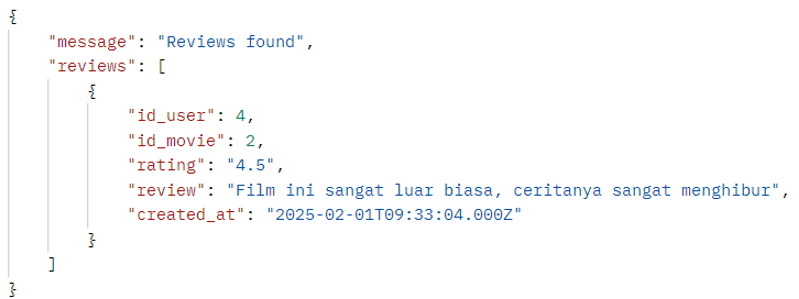 {
"message": "Reviews found",
"reviews": [
{
"id_user": 4,
"id_movie": 2,
"rating": "4.5",
"review": "Film ini sangat luar biasa, ceritanya sangat menghibur",
"created_at": "2025-02-01T09:33:04.000Z"
}
]
}